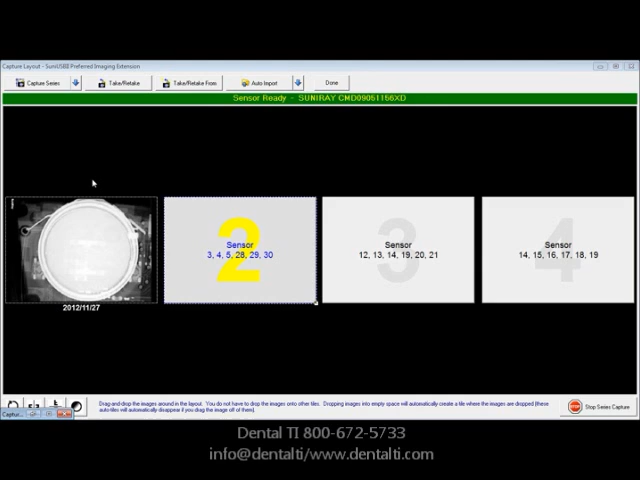 Capture Layout - SuniUSB2 Preferred Imaging Extension
Capture Series Take/Retake Take/Retake From Auto Import Done
Sensor Ready - SUNIRAY CMD09051156XD
2 3 4
Sensor Sensor Sensor
3, 4, 5, 28, 29, 30 12, 13, 14, 19, 20, 21 14, 15, 16, 17, 18, 19
2012/11/27
Drag-and-drop the images around in the layout. You do not have to drop the images onto other tiles. Dropping images into empty space will automatically create a tile where the images are dropped (these
auto-tiles will automatically disappear if you drag the image off of them).
Stop Series Capture
Captur...
Dental TI 800-672-5733
info@dentalti/www.dentalti.com